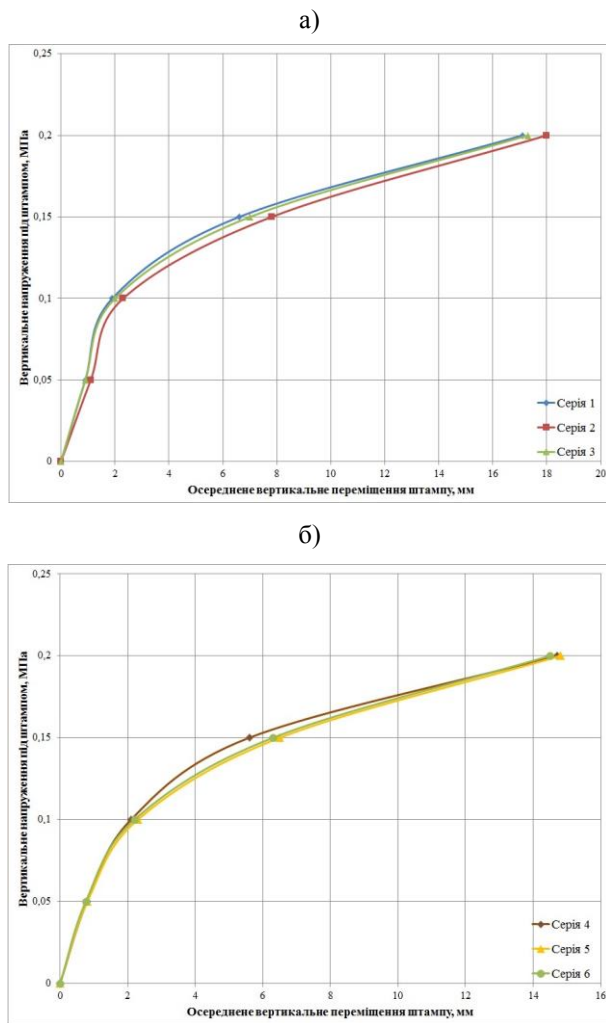 а)
0,25
0,2
0,15
0,1
0,05
0
Вертикальне напруження під штампом, МПа
Серія 1
Серія 2
Серія 3
0 2 4 6 8 10 12 14 16 18 20
Осереднене вертикальне переміщення штампу, мм
б)
0,25
0,2
0,15
0,1
0,05
0
Вертикальне напруження під штампом, МПа
Серія 4
Серія 5
Серія 6
0 2 4 6 8 10 12 14 16
Осереднене вертикальне переміщення штампу, мм